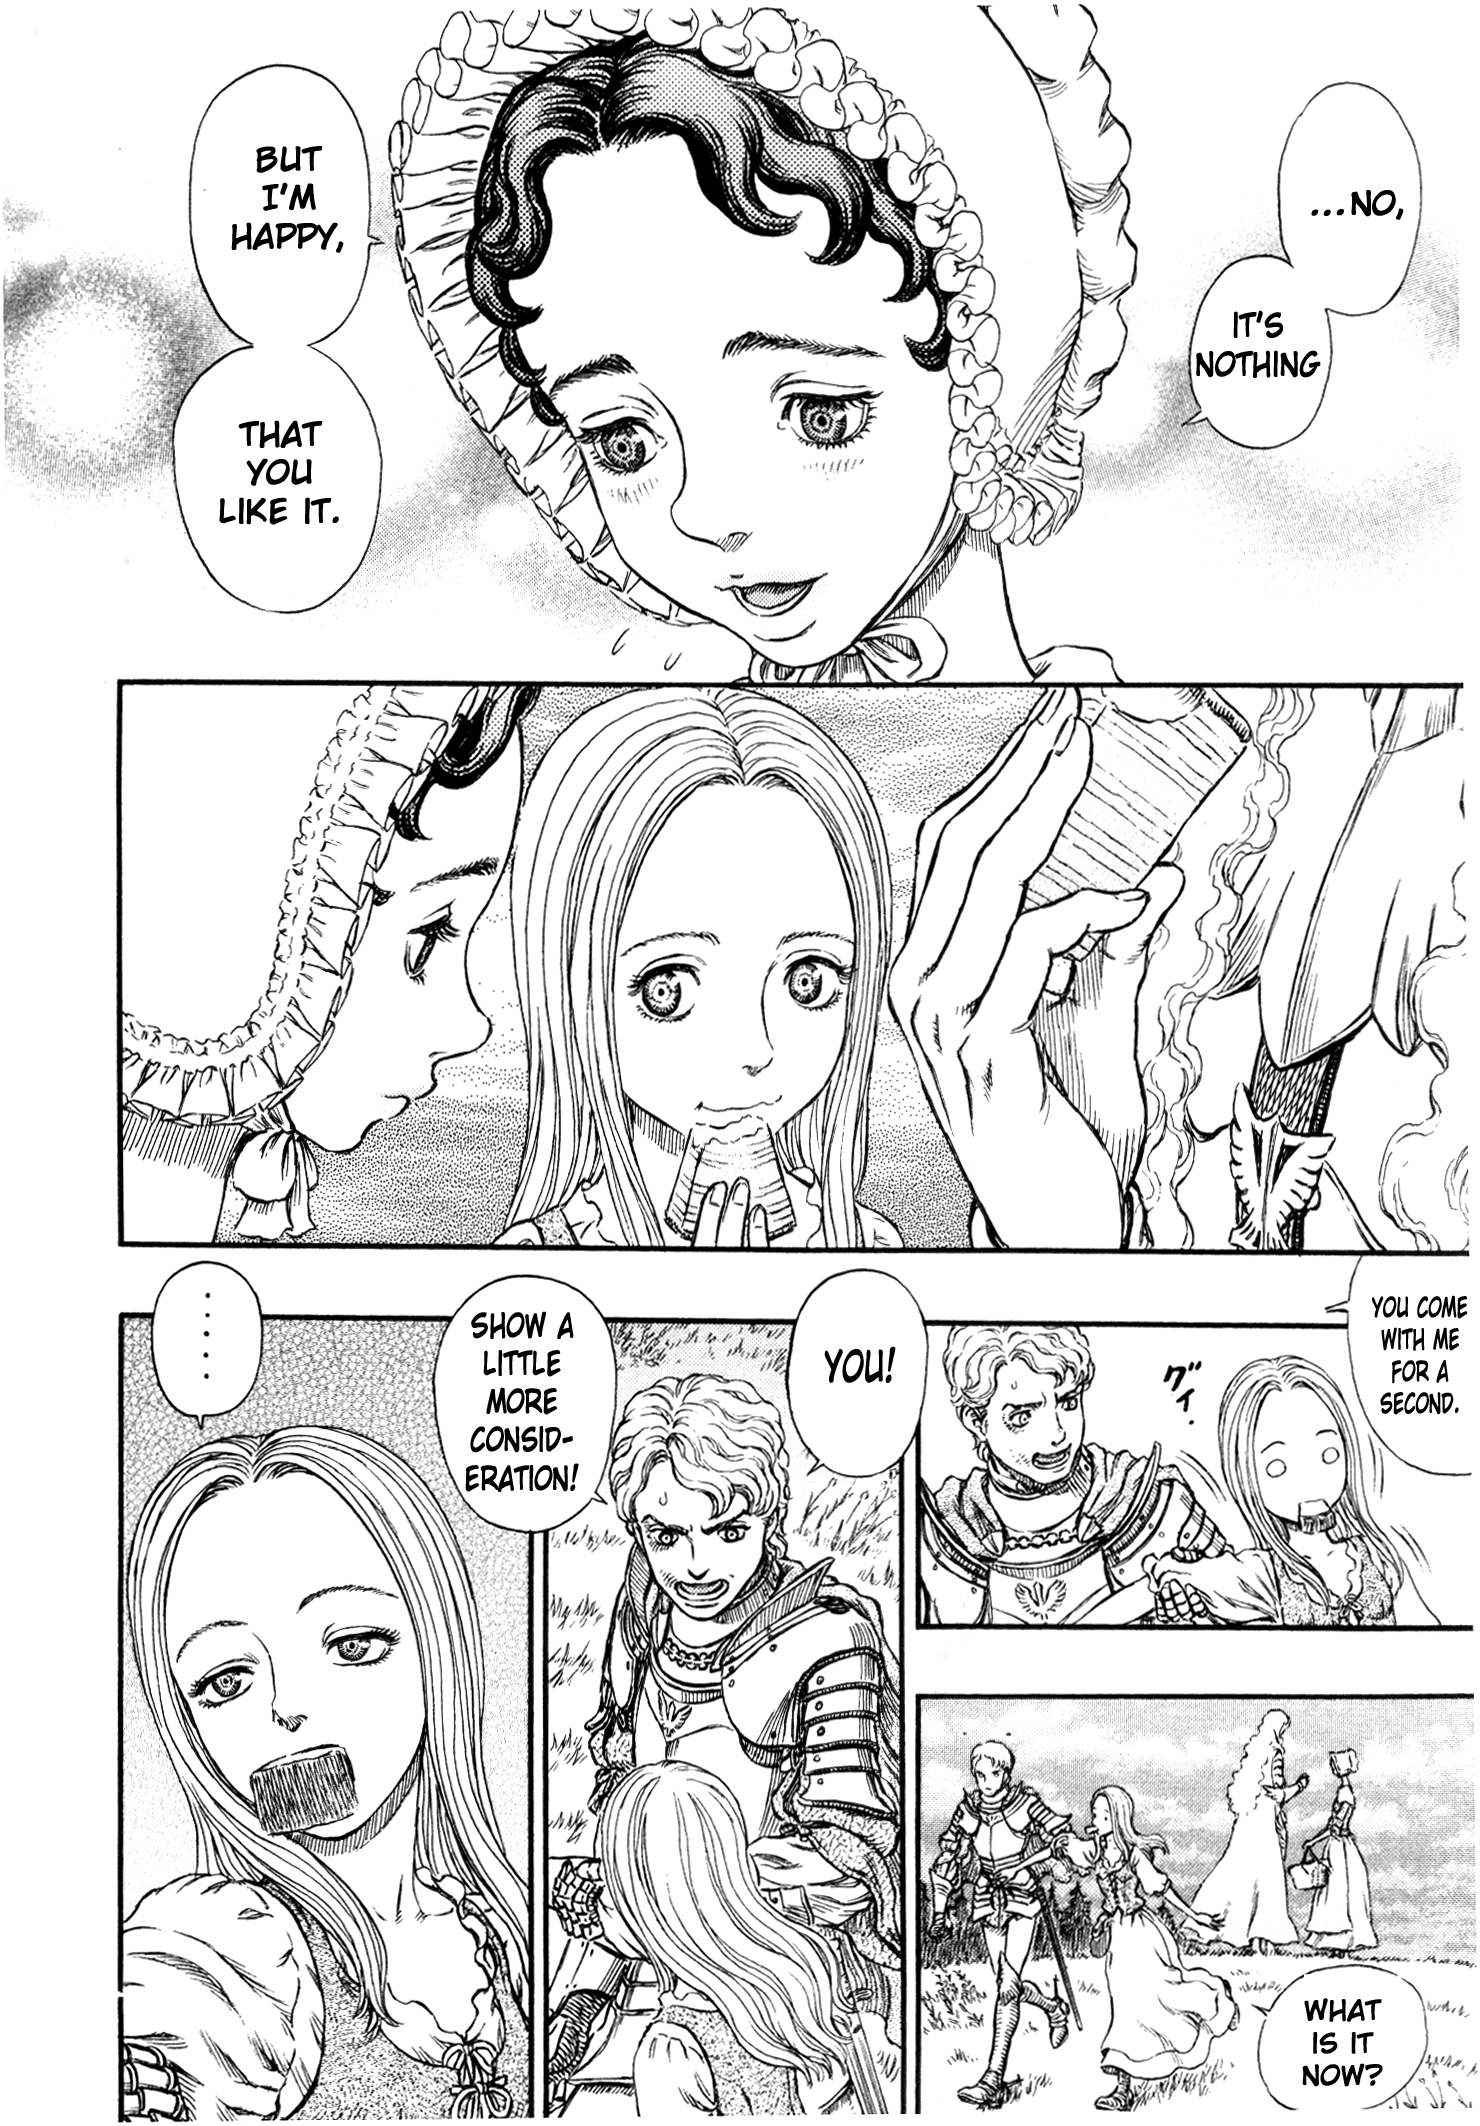 ...NO,
IT'S
NOTHING
BUT
I'M
HAPPY,
THAT
YOU
LIKE IT.
YOU COME
WITH ME
FOR A
SECOND.
グイ
WHAT
IS IT
NOW?
YOU!
SHOW A
LITTLE
MORE
CONSID-
ERATION!
......